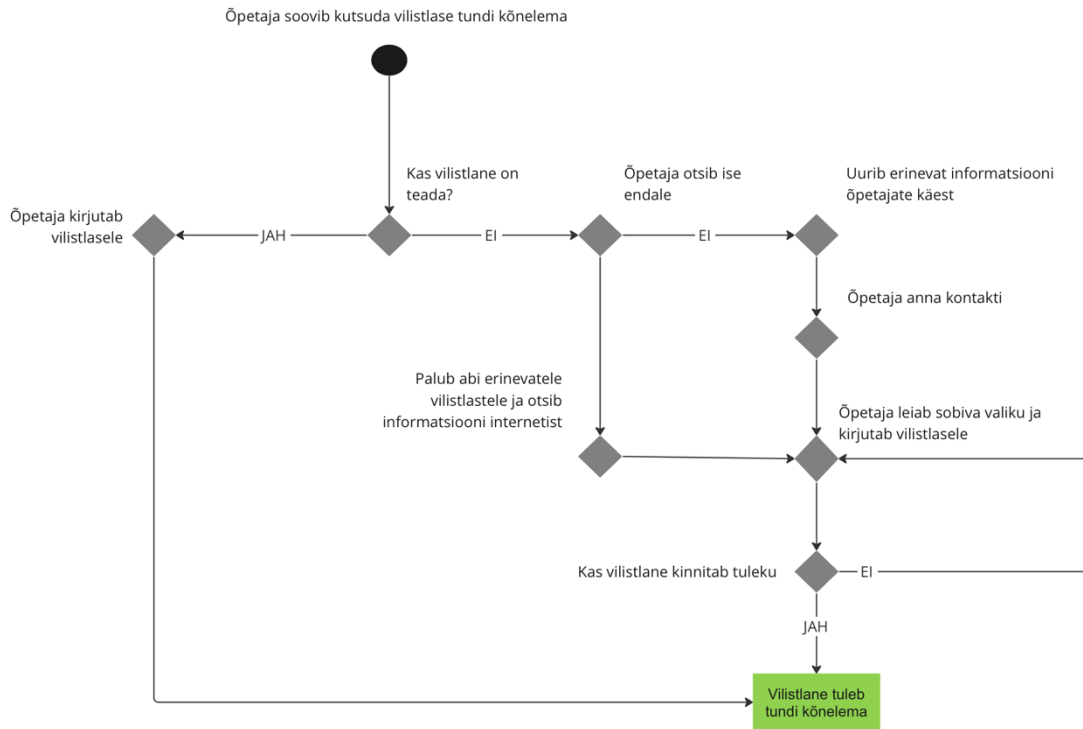 Õpetaja soovib kutsuda vilistlase tundi kõnelema
Kas vilistlane on
teada?
Õpetaja otsib ise
endale
Uurib erinevat informatsiooni
õpetajate käest
Õpetaja kirjutab
vilistlasele
JAH
EI
EI
Õpetaja anna kontakti
Palub abi erinevatele
vilistlastele ja otsib
informatsiooni internetist
Õpetaja leiab sobiva valiku ja
kirjutab vilistlasele
Kas vilistlane kinnitab tuleku
EI
JAH
Vilistlane tuleb
tundi kõnelema